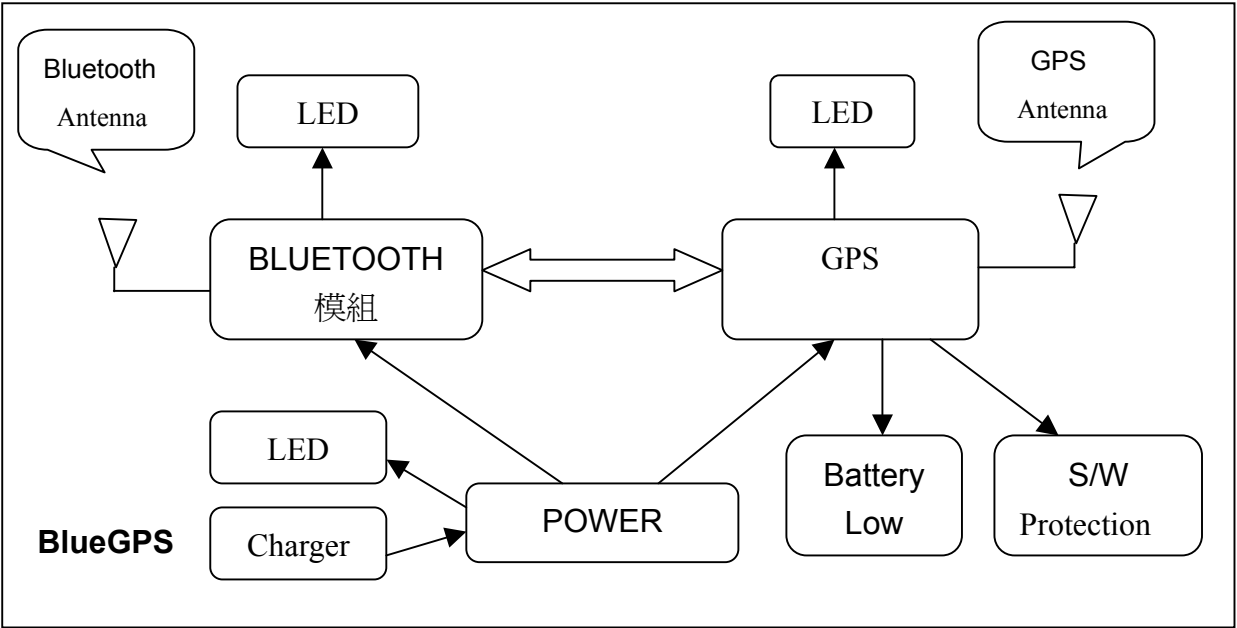 Bluetooth
Antenna
LED
LED
GPS
Antenna
BLUETOOTH
模組
GPS
LED
Charger
BlueGPS
POWER
Battery
Low
S/W
Protection